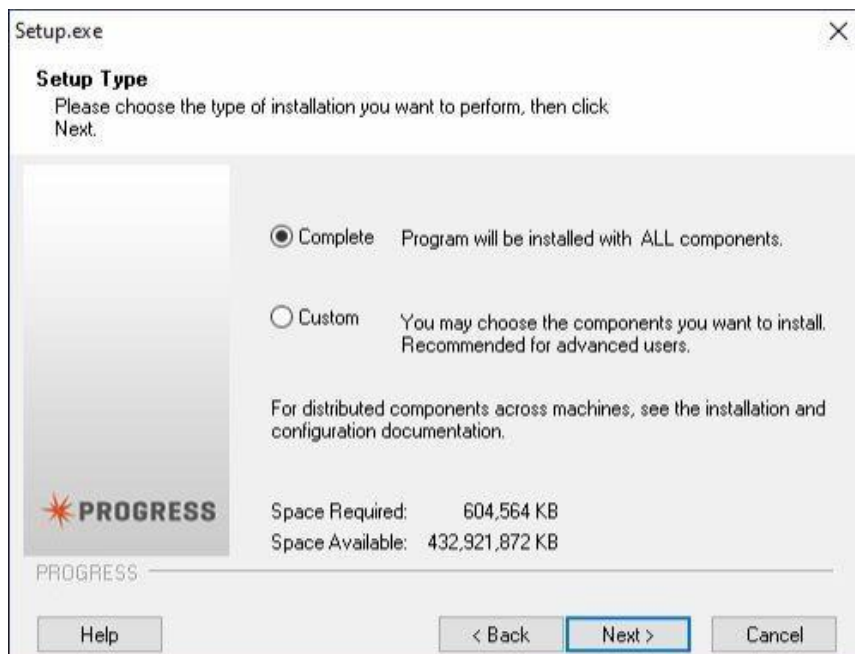 Setup.exe
Setup Type
Please choose the type of installation you want to perform, then click
Next.
Complete Program will be installed with ALL components.
Custom You may choose the components you want to install.
Recommended for advanced users.
For distributed components across machines, see the installation and
configuration documentation.
PROGRESS
Space Required: 604,564 KB
Space Available: 432,921,872 KB
PROGRESS
Help < Back Next > Cancel